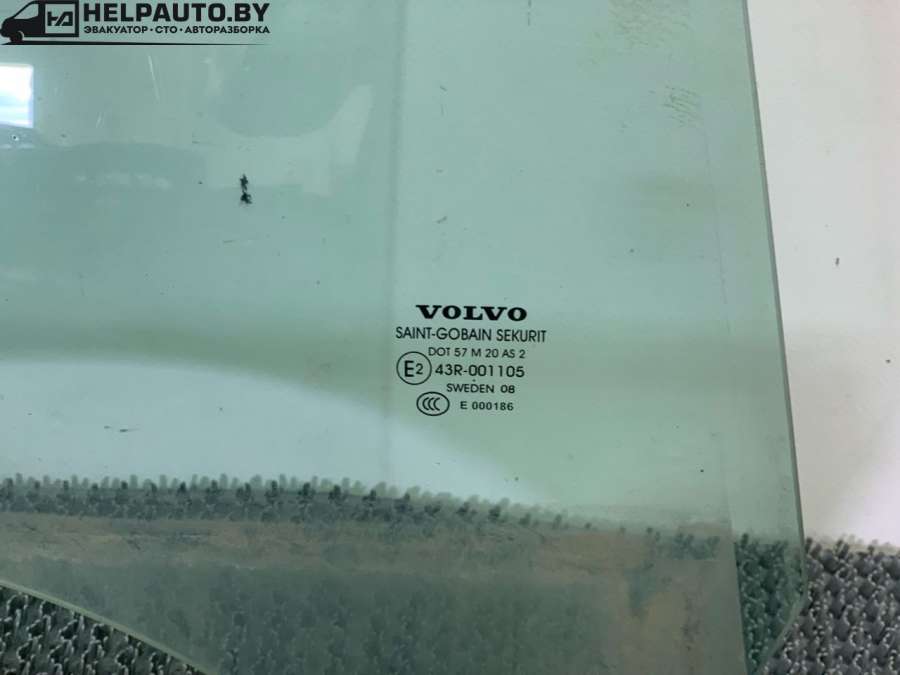 HELPAUTO.BY
ЭВАКУАТОР · СТО · АВТОРАЗБОРКА
VOLVO
SAINT-GOBAIN SEKURIT
DOT 57 M 20 AS 2
E2 43R-001105
SWEDEN 08
CCC E 000186